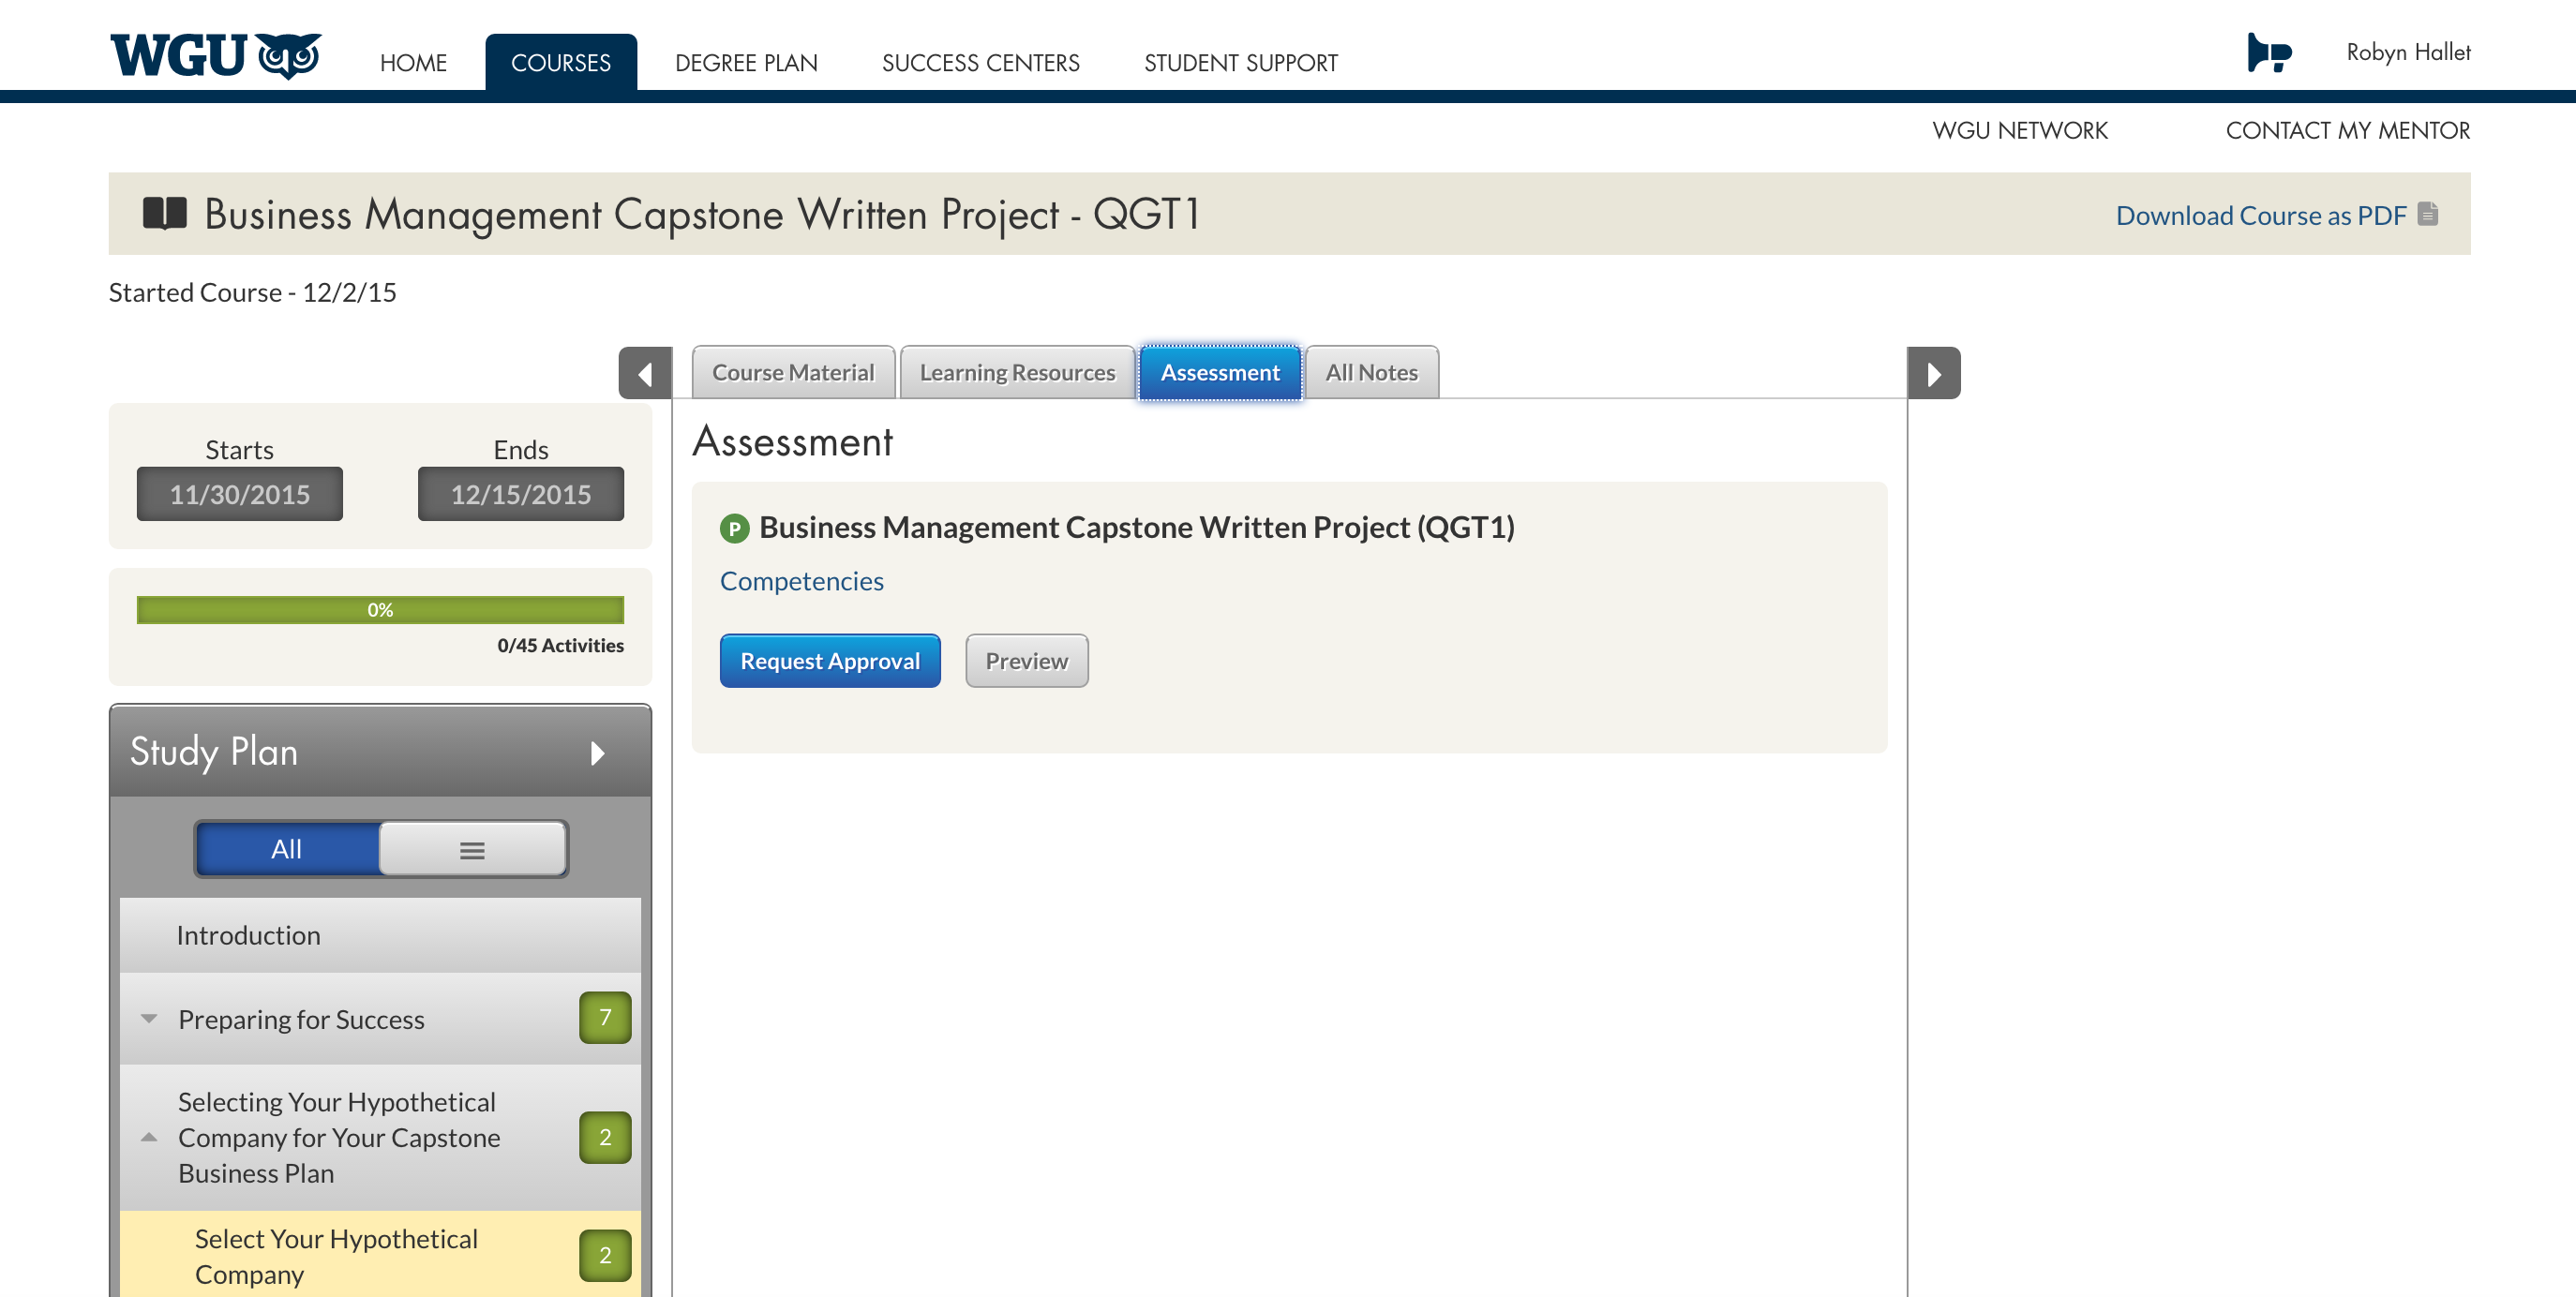 WGU
HOME
COURSES
DEGREE PLAN
SUCCESS CENTERS
STUDENT SUPPORT
Robyn Hallet
WGU NETWORK
CONTACT MY MENTOR
Business Management Capstone Written Project - QGT1
Download Course as PDF
Started Course - 12/2/15
Course Material
Learning Resources
Assessment
All Notes
Starts
Ends
11/30/2015
12/15/2015
0%
0/45 Activities
Study Plan
All
Introduction
Preparing for Success
7
Selecting Your Hypothetical
Company for Your Capstone
Business Plan
2
Select Your Hypothetical
Company
2
Assessment
P Business Management Capstone Written Project (QGT1)
Competencies
Request Approval
Preview